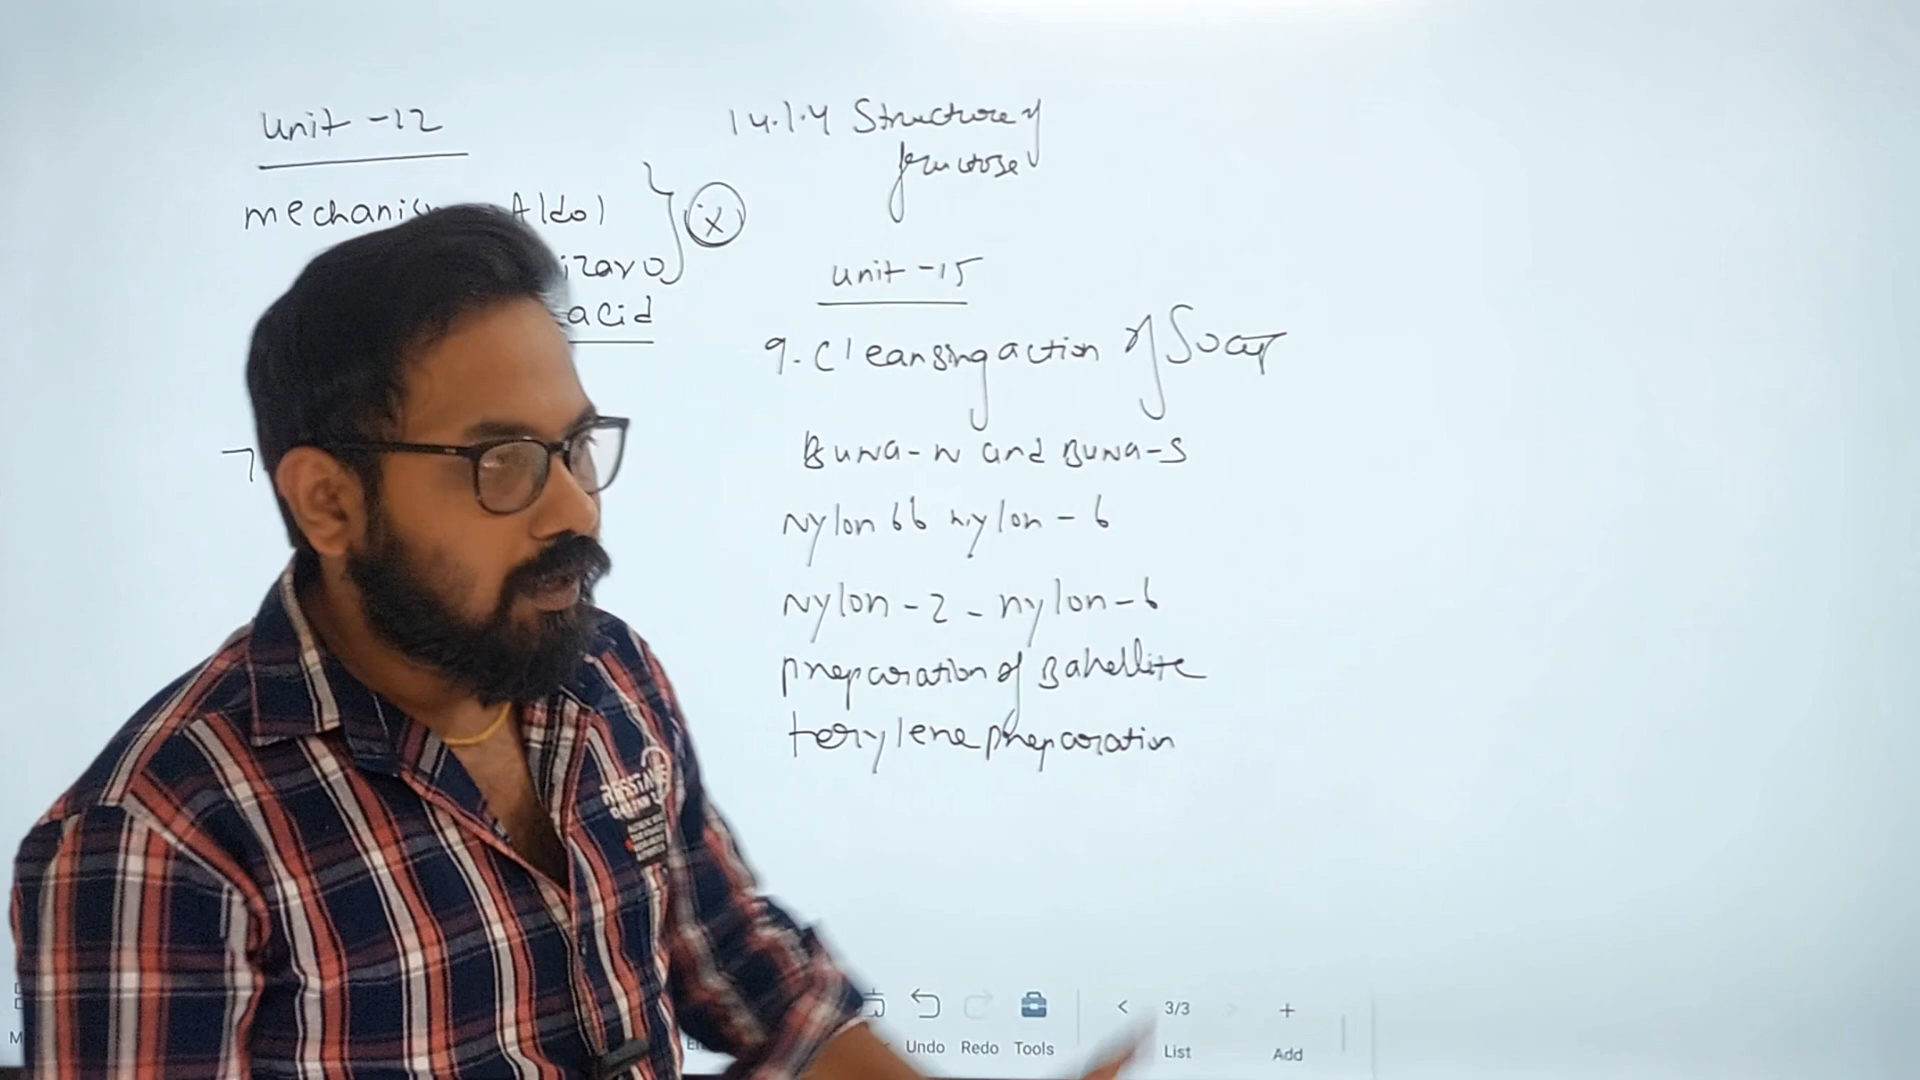 Unit -12
mechanis Aldol
izaro
acid
x
7
14.1.4 Structure of
fructose
unit -15
9. Cleansing action of Soap
Buna-N and Buna-S
Nylon 66 nylon - 6
Nylon - 2 - nylon - 6
preparation of Bakellite
terylene preparation
Undo
Redo
Tools
<
3/3
List
+
Add